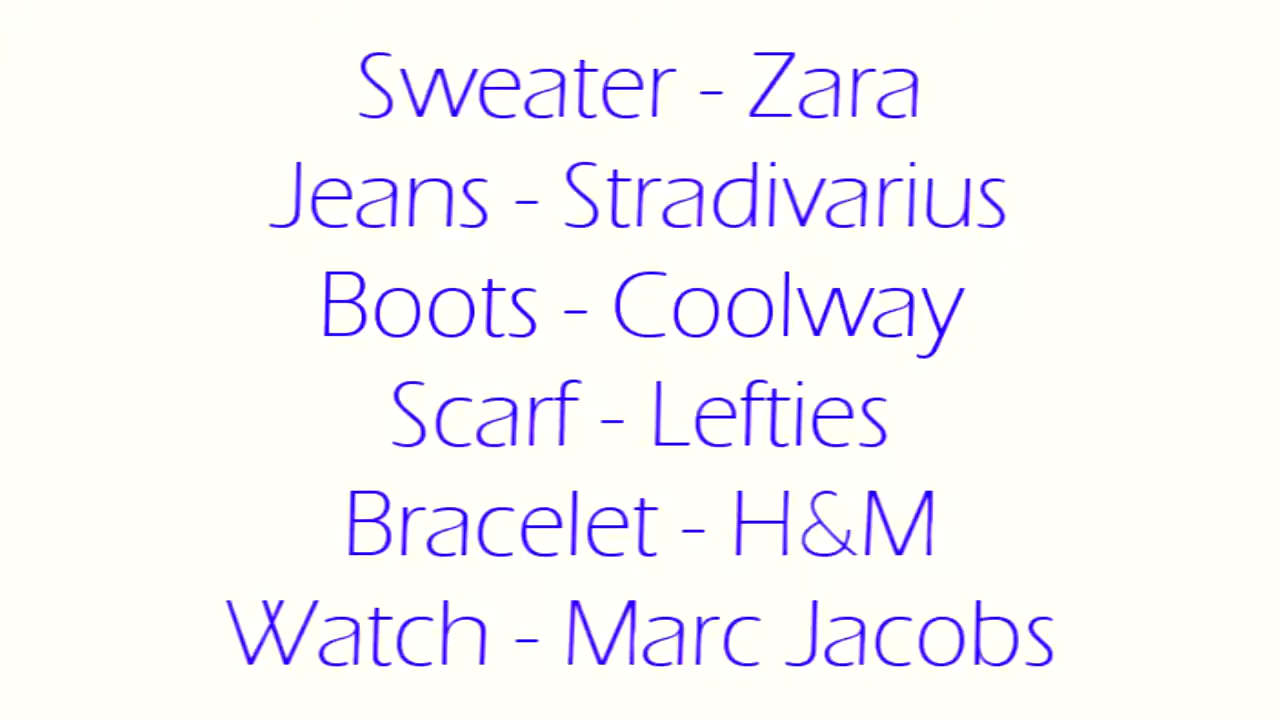 Sweater - Zara
Jeans - Stradivarius
Boots - Coolway
Scarf - Lefties
Bracelet - H&M
Watch - Marc Jacobs